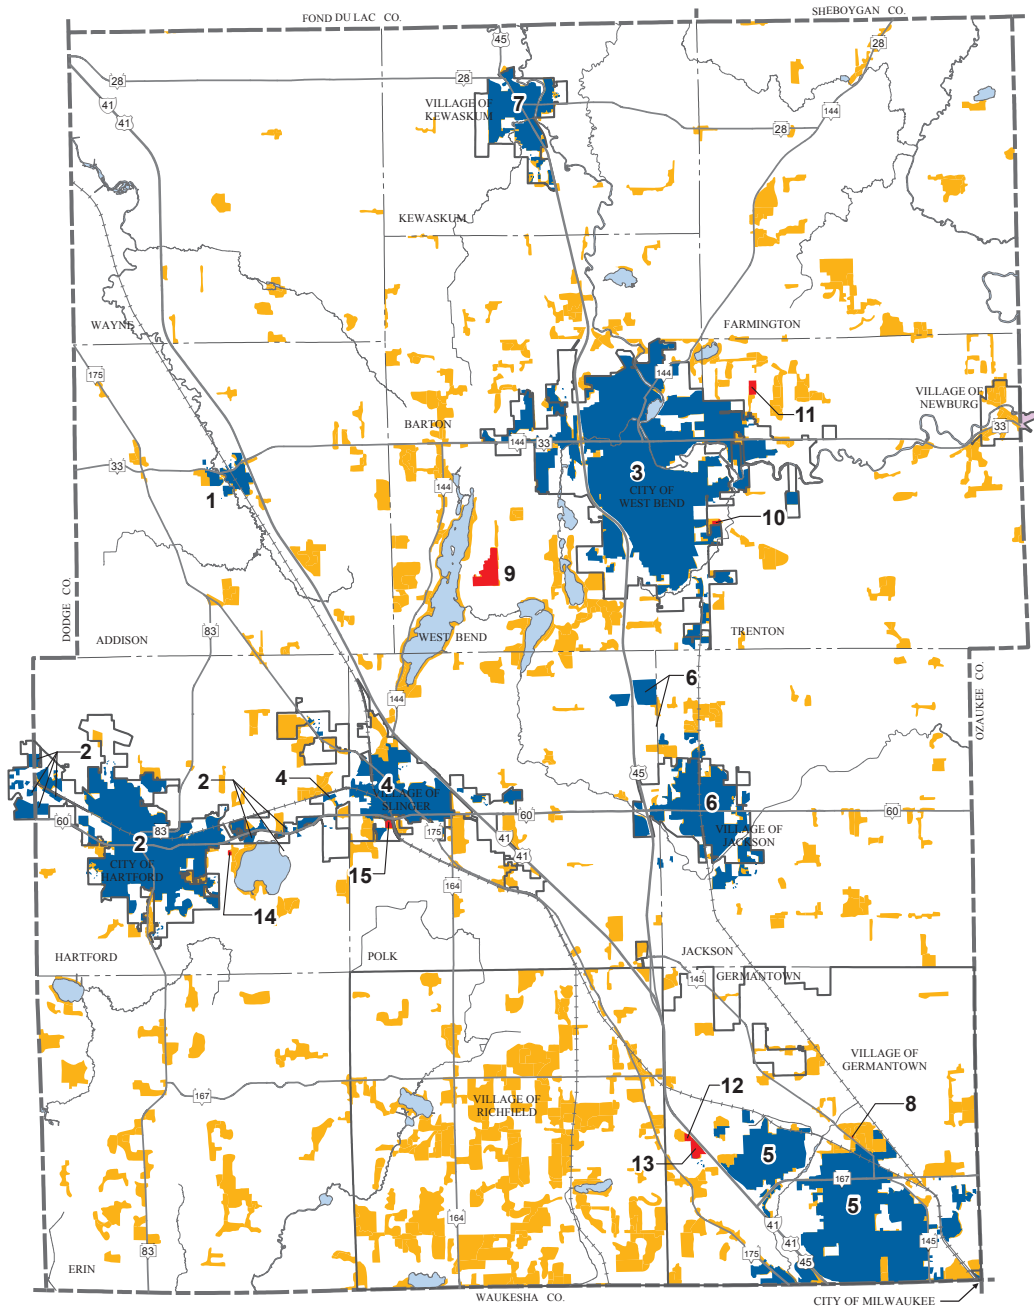 FOND DU LAC CO.
SHEBOYGAN CO.
45
28
28
28
41
41
VILLAGE OF
KEWASKUM
7
144
28
KEWASKUM
WAYNE
FARMINGTON
175
144
VILLAGE OF
NEWBURG
11
BARTON
33
144
33
33
3
CITY OF
WEST BEND
1
144
10
9
DODGE CO.
ADDISON
83
WEST BEND
TRENTON
6
OZAUKEE CO.
144
2
2
4
4
VILLAGE OF
SLINGER
45
6
VILLAGE OF
JACKSON
60
60
60
83
175
41
41
2
CITY OF
HARTFORD
15
164
14
HARTFORD
POLK
JACKSON
GERMANTOWN
145
VILLAGE OF
GERMANTOWN
167
VILLAGE OF
RICHFIELD
12
8
13
5
167
5
164
41
41
45
145
83
175
ERIN
WAUKESHA CO.
CITY OF MILWAUKEE